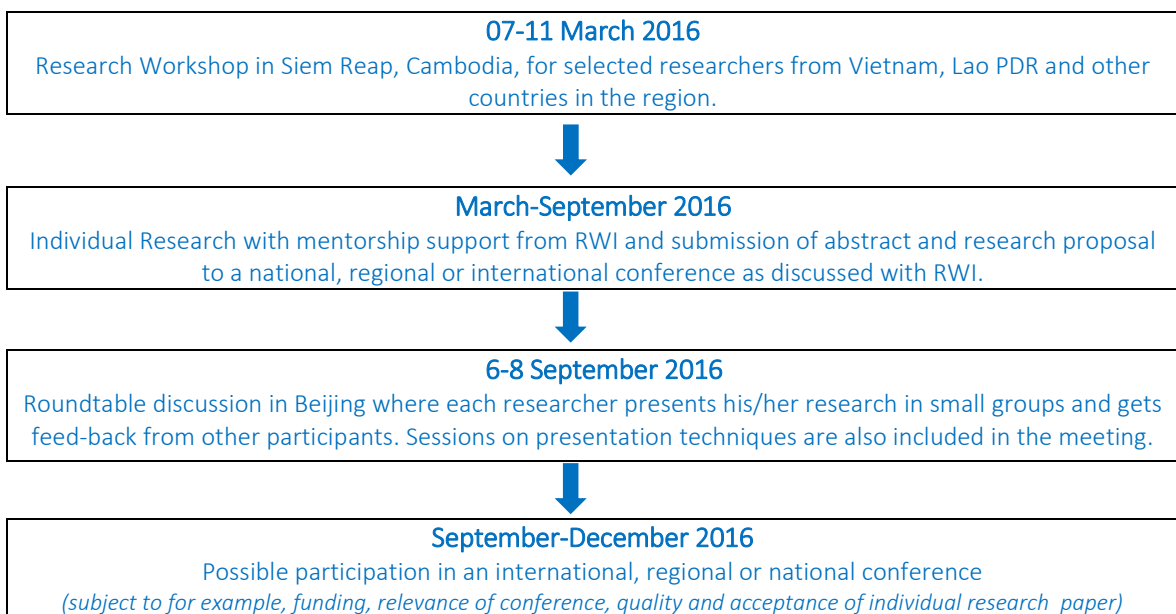 07-11 March 2016
Research Workshop in Siem Reap, Cambodia, for selected researchers from Vietnam, Lao PDR and other
countries in the region.
March-September 2016
Individual Research with mentorship support from RWI and submission of abstract and research proposal
to a national, regional or international conference as discussed with RWI.
6-8 September 2016
Roundtable discussion in Beijing where each researcher presents his/her research in small groups and gets
feed-back from other participants. Sessions on presentation techniques are also included in the meeting.
September-December 2016
Possible participation in an international, regional or national conference
(subject to for example, funding, relevance of conference, quality and acceptance of individual research paper)